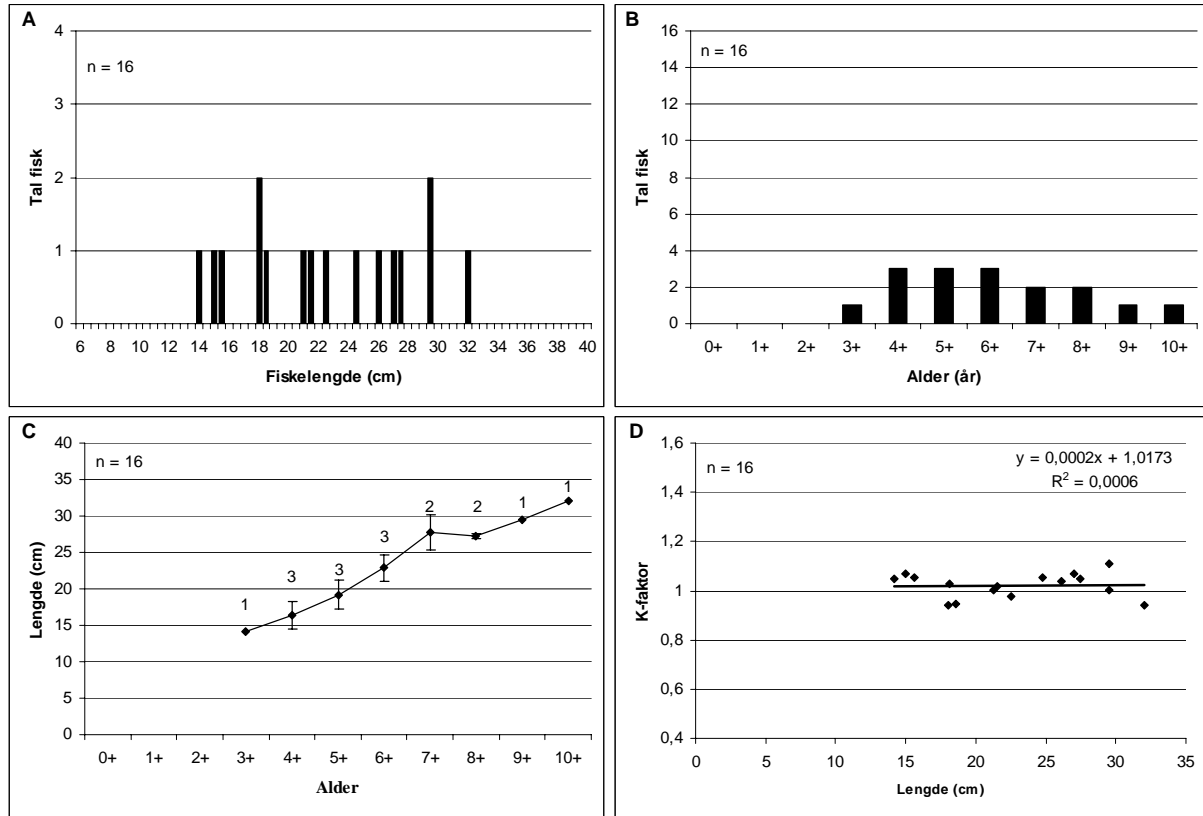 A
n = 16
Tal fisk
4
3
2
1
0
6 8 10 12 14 16 18 20 22 24 26 28 30 32 34 36 38 40
Fiskelengde (cm)
B
n = 16
Tal fisk
16
14
12
10
8
6
4
2
0
0+ 1+ 2+ 3+ 4+ 5+ 6+ 7+ 8+ 9+ 10+
Alder (år)
C
n = 16
Lengde (cm)
40
35
30
25
20
15
10
5
0
1 3 3 3 2 2 1 1
0+ 1+ 2+ 3+ 4+ 5+ 6+ 7+ 8+ 9+ 10+
Alder
D
n = 16
y = 0,0002x + 1,0173
R² = 0,0006
K-faktor
1,6
1,4
1,2
1
0,8
0,6
0,4
0 5 10 15 20 25 30 35
Lengde (cm)